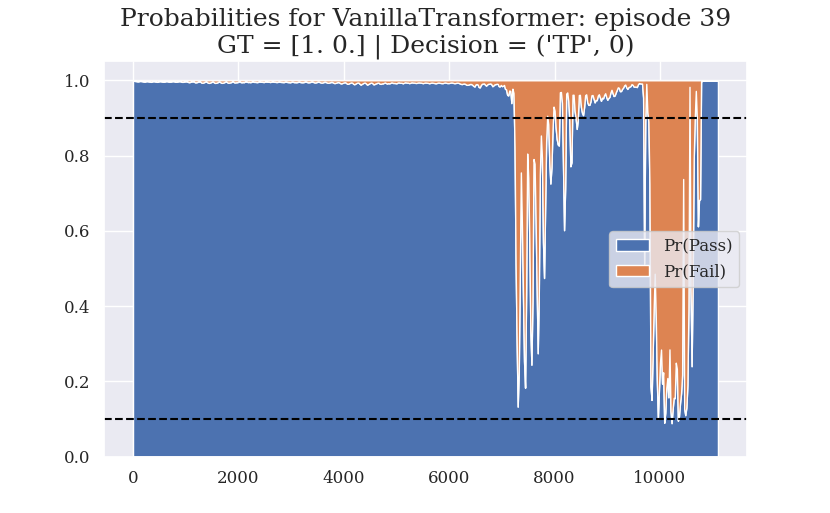 Probabilities for VanillaTransformer: episode 39
GT = [1. 0.] | Decision = ('TP', 0)
1.0
0.8
0.6
0.4
0.2
0.0
Pr(Pass)
Pr(Fail)
0 2000 4000 6000 8000 10000